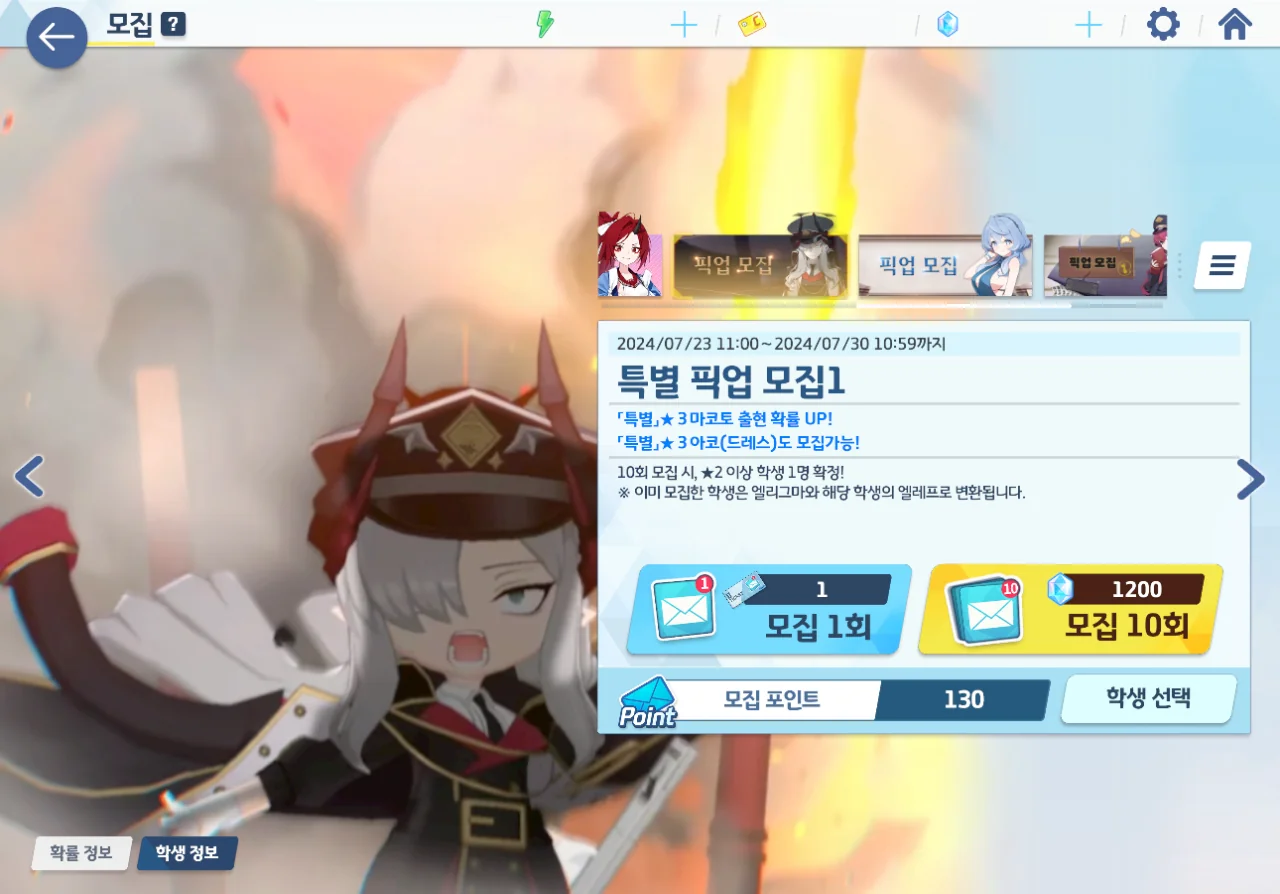 모집 ?
픽업 모집
픽업 모집
픽업 모집
2024/07/23 11:00~2024/07/30 10:59까지
특별 픽업 모집1
「특별」★3 마코토 출현 확률 UP!
「특별」★3 아코(드레스)도 모집가능!
10회 모집 시, ★2 이상 학생 1명 확정!
※ 이미 모집한 학생은 엘리그마와 해당 학생의 엘레프로 변환됩니다.
1 1
모집 1회
10 1200
모집 10회
Point 모집 포인트 130 학생 선택
확률 정보 학생 정보